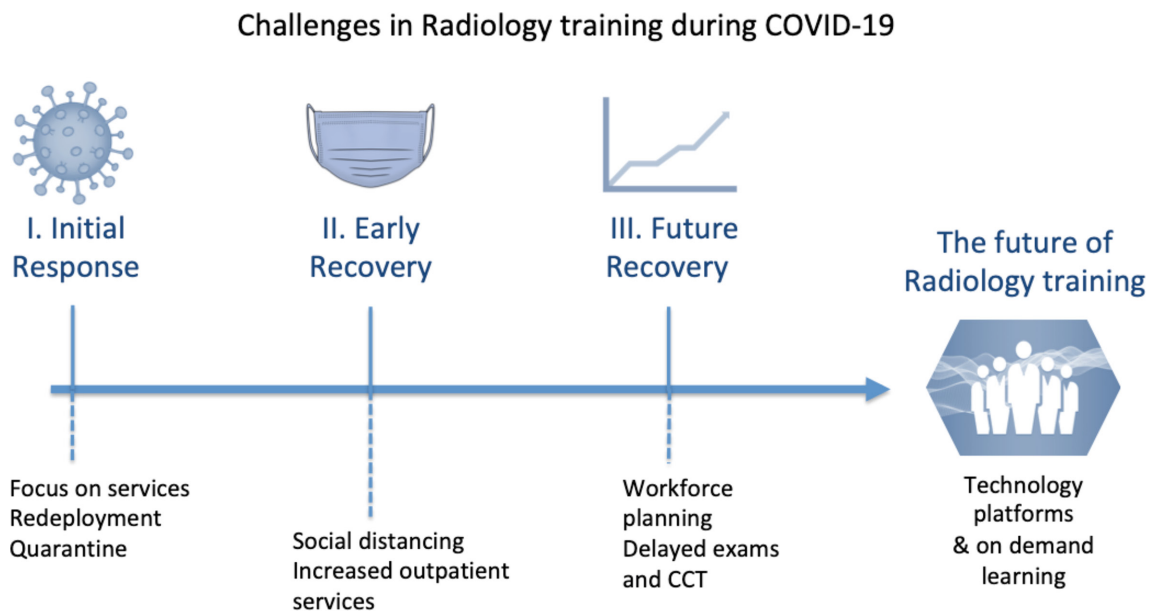 Challenges in Radiology training during COVID-19
I. Initial
Response
II. Early
Recovery
III. Future
Recovery
The future of
Radiology training
Focus on services
Redeployment
Quarantine
Social distancing
Increased outpatient
services
Workforce
planning
Delayed exams
and CCT
Technology
platforms
& on demand
learning